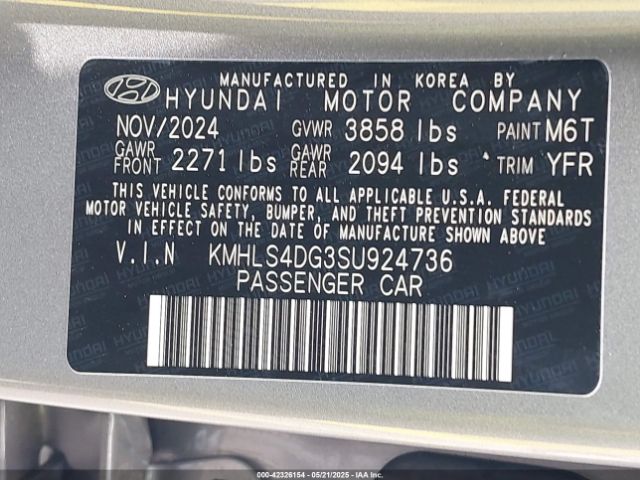 MANUFACTURED IN KOREA BY
HYUNDAI MOTOR COMPANY
NOV/2024 GVWR 3858 lbs PAINT M6T
GAWR FRONT 2271 lbs GAWR REAR 2094 lbs TRIM YFR
THIS VEHICLE CONFORMS TO ALL APPLICABLE U.S.A. FEDERAL
MOTOR VEHICLE SAFETY, BUMPER, AND THEFT PREVENTION STANDARDS
IN EFFECT ON THE DATE OF MANUFACTURE SHOWN ABOVE.
V.I.N KMHLS4DG3SU924736
PASSENGER CAR
000-42326154 - 05/21/2025 - IAA Inc.